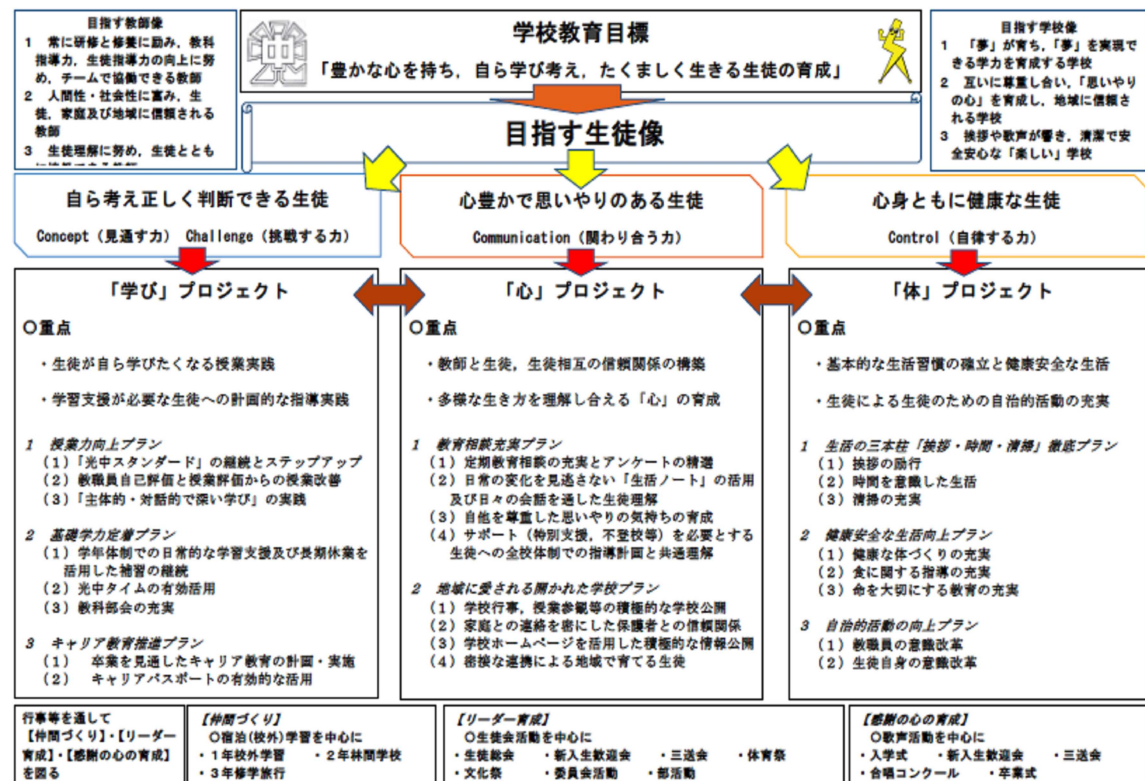 目指す教師像
1　常に研修と修養に励み，教科
指導力，生徒指導力の向上に努
め，チームで協働できる教師
2　人間性・社会性に富み，生
徒，家庭及び地域に信頼される
教師
3　生徒理解に努め，生徒ととも
学校教育目標
「豊かな心を持ち，自ら学び考え，たくましく生きる生徒の育成」
目指す生徒像
目指す学校像
1　「夢」が育ち，「夢」を実現で
きる学力を育成する学校
2　互いに尊重し合い，「思いやり
の心」を育成し，地域に信頼さ
れる学校
3　挨拶や歌声が響き，清潔で安
全安心な「楽しい」学校
自ら考え正しく判断できる生徒
Concept（見通す力）　Challenge（挑戦する力）
心豊かで思いやりのある生徒
Communication（関わり合う力）
心身ともに健康な生徒
Control（自律する力）
「学び」プロジェクト
〇重点
・生徒が自ら学びたくなる授業実践
・学習支援が必要な生徒への計画的な指導実践
1　授業力向上プラン
（1）「光中スタンダード」の継続とステップアップ
（2）教職員自己評価と授業評価からの授業改善
（3）「主体的・対話的で深い学び」の実践
2　基礎学力定着プラン
（1）学年体制での日常的な学習支援及び長期休業を
活用した補習の継続
（2）光中タイムの有効活用
（3）教科部会の充実
3　キャリア教育推進プラン
（1）　卒業を見通したキャリア教育の計画・実施
（2）　キャリアパスポートの有効的な活用
「心」プロジェクト
〇重点
・教師と生徒，生徒相互の信頼関係の構築
・多様な生き方を理解し合える「心」の育成
1　教育相談充実プラン
（1）定期教育相談の充実とアンケートの精選
（2）日常の変化を見逃さない「生活ノート」の活用
及び日々の会話を通した生徒理解
（3）自他を尊重した思いやりの気持ちの育成
（4）サポート（特別支援，不登校等）を必要とする
生徒への全校体制での指導計画と共通理解
2　地域に愛される開かれた学校プラン
（1）学校行事，授業参観等の積極的な学校公開
（2）家庭との連絡を密にした保護者との信頼関係
（3）学校ホームページを活用した積極的な情報公開
（4）密接な連携による地域で育てる生徒
「体」プロジェクト
〇重点
・基本的な生活習慣の確立と健康安全な生活
・生徒による生徒のための自治的活動の充実
1　生活の三本柱「挨拶・時間・清掃」徹底プラン
（1）挨拶の励行
（2）時間を意識した生活
（3）清掃の充実
2　健康安全な生活向上プラン
（1）健康な体づくりの充実
（2）食に関する指導の充実
（3）命を大切にする教育の充実
3　自治的活動の向上プラン
（1）教職員の意識改革
（2）生徒自身の意識改革
行事等を通して
【仲間づくり】・【リーダー
育成】・【感謝の心の育成】
を図る
【仲間づくり】
〇宿泊(校外)学習を中心に
・1年校外学習　・2年林間学校
・3年修学旅行
【リーダー育成】
〇生徒会活動を中心に
・生徒総会　・新入生歓迎会　・三送会　・体育祭
・文化祭　・委員会活動　・部活動
【感謝の心の育成】
〇歌声活動を中心に
・入学式　・新入生歓迎会　・三送会
・合唱コンクール　・卒業式